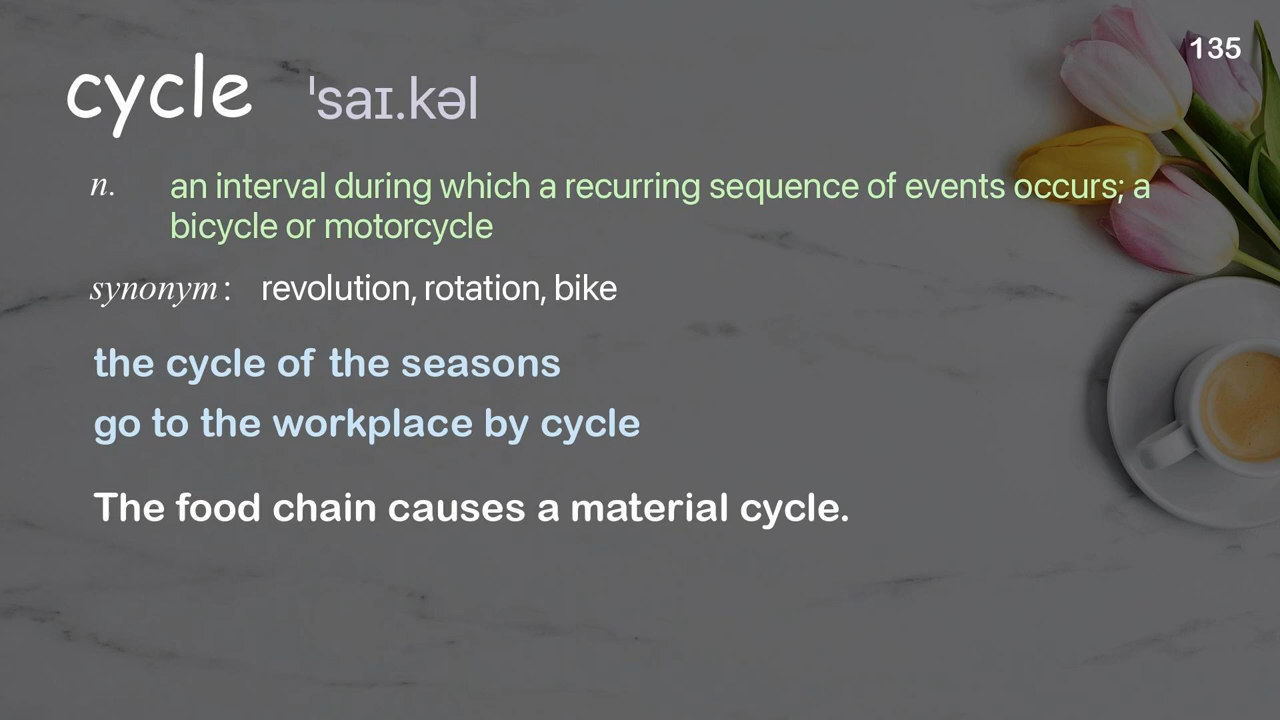 135
cycle ˈsaɪ.kəl
n. an interval during which a recurring sequence of events occurs; a
bicycle or motorcycle
synonym: revolution, rotation, bike
the cycle of the seasons
go to the workplace by cycle
The food chain causes a material cycle.